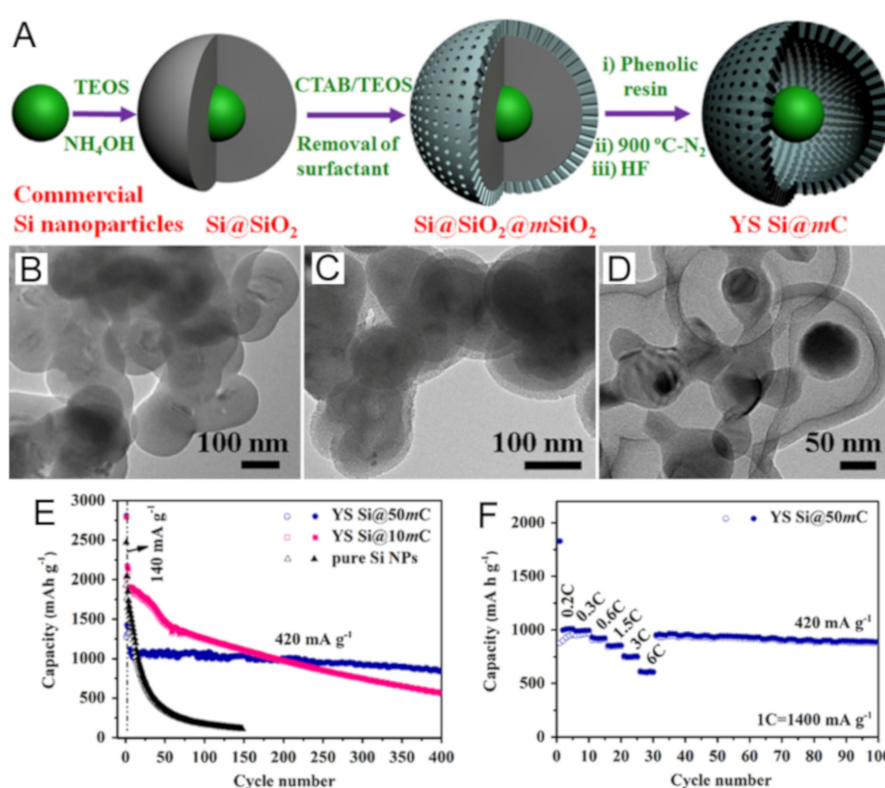 A
TEOS
NH₄OH
CTAB/TEOS
Removal of
surfactant
i) Phenolic
resin
ii) 900 ºC-N₂
iii) HF
Commercial
Si nanoparticles
Si@SiO₂
Si@SiO₂@mSiO₂
YS Si@mC
B
100 nm
C
100 nm
D
50 nm
E
3000
2500
2000
1500
1000
500
0
Capacity (mAh g⁻¹)
140 mA g⁻¹
YS Si@50mC
YS Si@10mC
pure Si NPs
420 mA g⁻¹
0 50 100 150 200 250 300 350 400
Cycle number
F
2000
1500
1000
500
0
Capacity (mA h g⁻¹)
YS Si@50mC
0.2C
0.3C
0.6C
1.5C
3C
6C
420 mA g⁻¹
1C=1400 mA g⁻¹
0 10 20 30 40 50 60 70 80 90 100
Cycle number